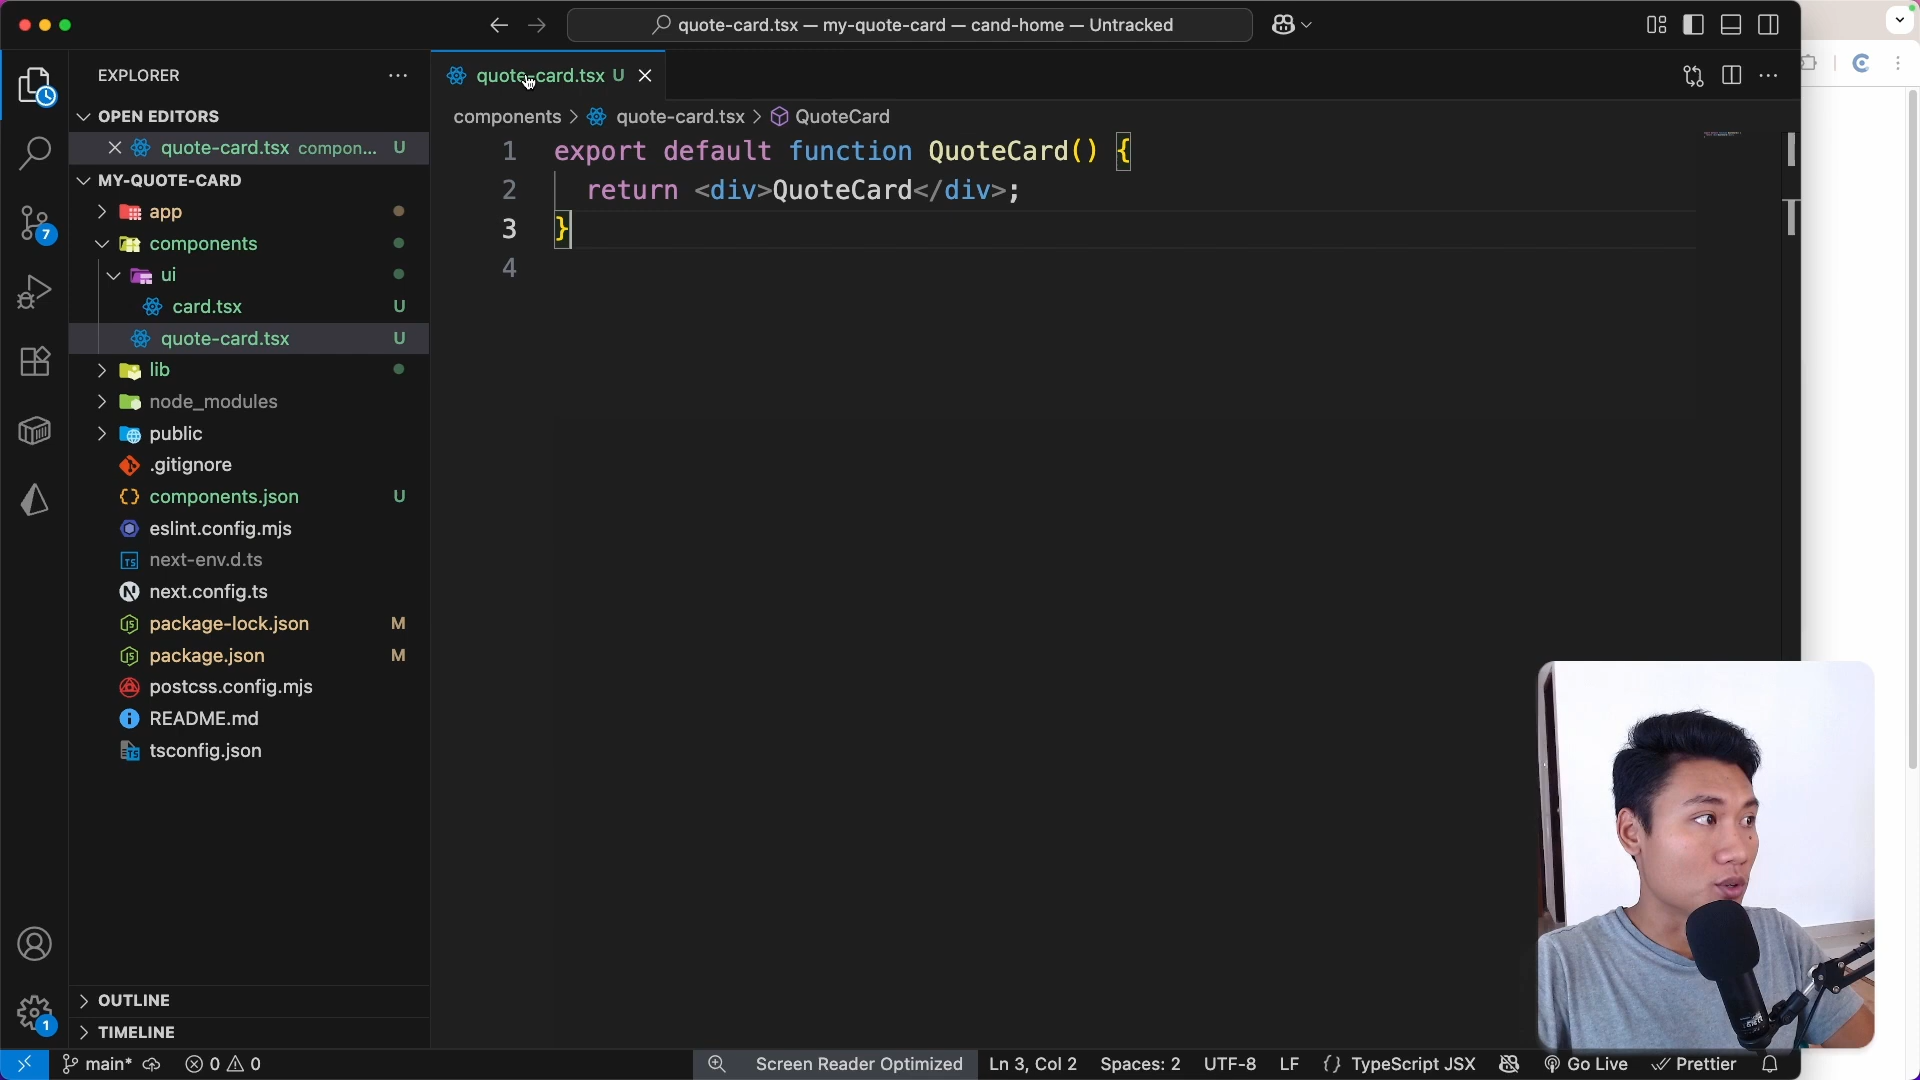 quote-card.tsx — my-quote-card — cand-home — Untracked
EXPLORER
OPEN EDITORS
quote-card.tsx compon... U
MY-QUOTE-CARD
app
components
ui
card.tsx U
quote-card.tsx U
lib
node_modules
public
.gitignore
components.json U
eslint.config.mjs
next-env.d.ts
next.config.ts
package-lock.json M
package.json M
postcss.config.mjs
README.md
tsconfig.json
OUTLINE
TIMELINE
7
1
quote-card.tsx U
components > quote-card.tsx > QuoteCard
1 export default function QuoteCard() {
2 return <div>QuoteCard</div>;
3 }
4
main* 0 0 Screen Reader Optimized Ln 3, Col 2 Spaces: 2 UTF-8 LF {} TypeScript JSX Go Live Prettier